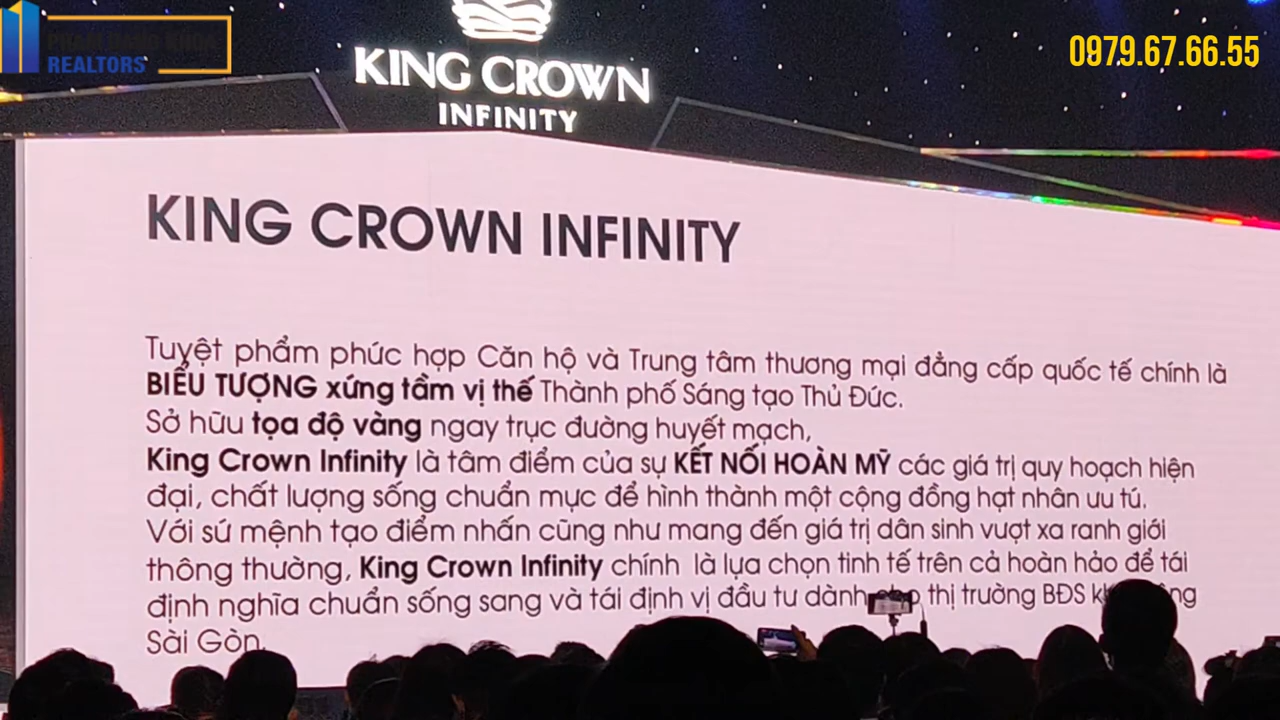 REALTORS
0979.67.66.55
KING CROWN
INFINITY
KING CROWN INFINITY
Tuyệt phẩm phức hợp Căn hộ và Trung tâm thương mại đẳng cấp quốc tế chính là
BIỂU TƯỢNG xứng tầm vị thế Thành phố Sáng tạo Thủ Đức.
Sở hữu tọa độ vàng ngay trục đường huyết mạch,
King Crown Infinity là tâm điểm của sự KẾT NỐI HOÀN MỸ các giá trị quy hoạch hiện
đại, chất lượng sống chuẩn mực để hình thành một cộng đồng hạt nhân ưu tú.
Với sứ mệnh tạo điểm nhấn cũng như mang đến giá trị dân sinh vượt xa ranh giới
thông thường, King Crown Infinity chính là lựa chọn tinh tế trên cả hoàn hảo để tái
định nghĩa chuẩn sống sang và tái định vị đầu tư dành thị trường BĐS
Sài Gòn.